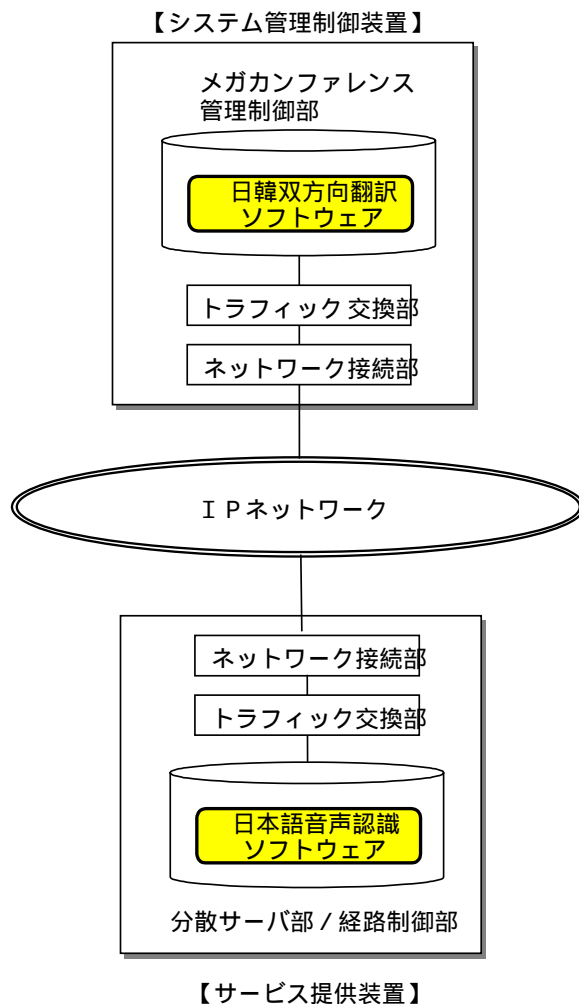 【システム管理制御装置】
メガカンファレンス
管理制御部
日韓双方向翻訳
ソフトウェア
トラフィック交換部
ネットワーク接続部
ＩＰネットワーク
ネットワーク接続部
トラフィック交換部
日本語音声認識
ソフトウェア
分散サーバ部／経路制御部
【サービス提供装置】